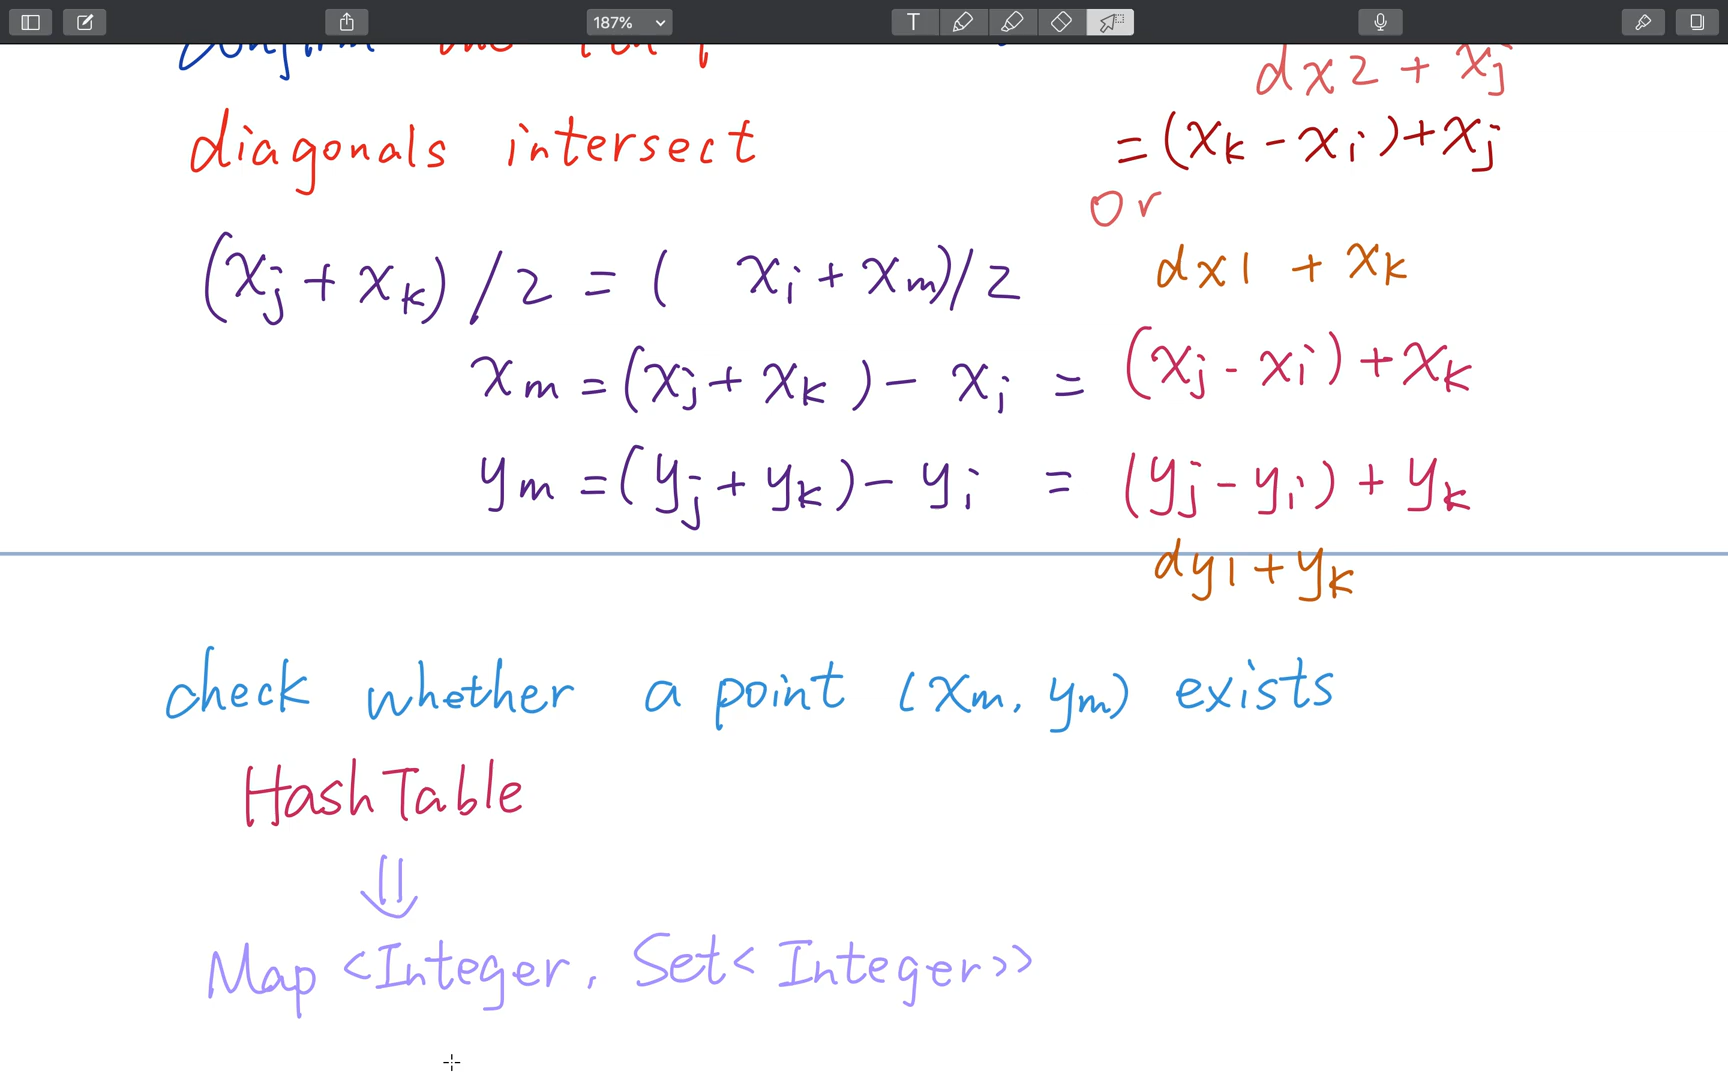 187%
T
confirm
dx2 + xj
diagonals intersect
= (xk - xi) + xj
or
(xj + xk) / 2 = ( xi + xm) / 2
dx1 + xk
xm = (xj + xk) - xi = (xj - xi) + xk
ym = (yj + yk) - yi = (yj - yi) + yk
dy1 + yk
check whether a point (xm, ym) exists
HashTable
⇓
Map <Integer, Set< Integer>>